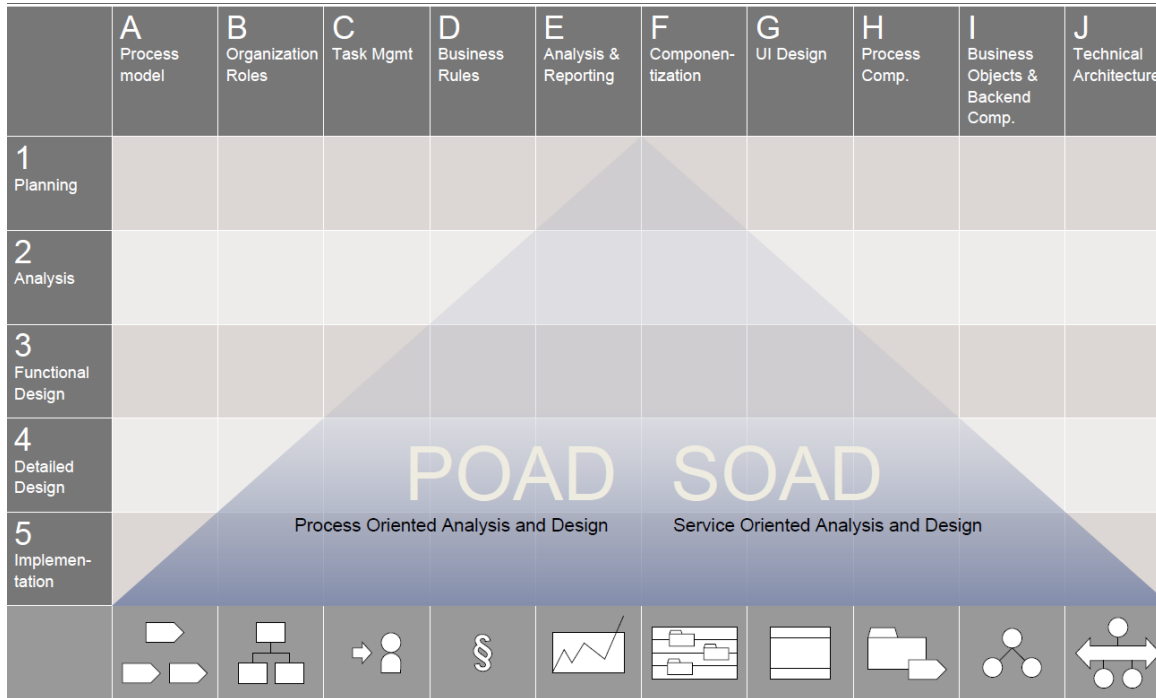 A
Process
model
B
Organization
Roles
C
Task Mgmt
D
Business
Rules
E
Analysis &
Reporting
F
Componen-
tization
G
UI Design
H
Process
Comp.
I
Business
Objects &
Backend
Comp.
J
Technical
Architecture
1
Planning
2
Analysis
3
Functional
Design
4
Detailed
Design
POAD SOAD
Process Oriented Analysis and Design
Service Oriented Analysis and Design
5
Implemen-
tation
§